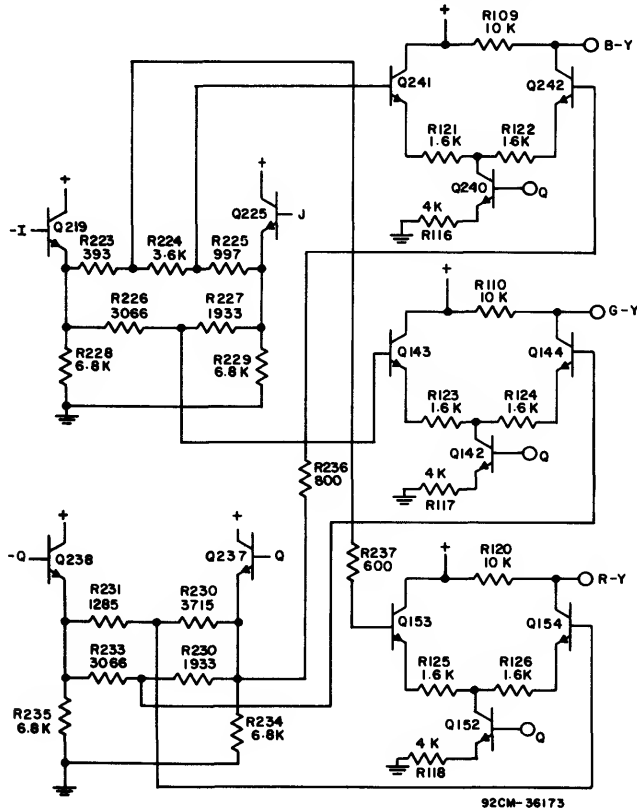 +
R109
10 K
B-Y
Q241
Q242
R121
1.6K
R122
1.6K
Q240
Q
4K
R116
+
Q219
-I
+
Q225
J
R223
393
R224
3.6K
R225
997
R226
3066
R227
1933
R228
6.8K
R229
6.8K
+
R110
10 K
G-Y
Q143
Q144
R123
1.6K
R124
1.6K
Q142
Q
4K
R117
R236
800
R237
600
+
Q238
-Q
+
Q237
Q
R231
1285
R230
3715
R233
3066
R230
1933
R235
6.8K
R234
6.8K
+
R120
10 K
R-Y
Q153
Q154
R125
1.6K
R126
1.6K
Q152
Q
4K
R118
92CM-36173